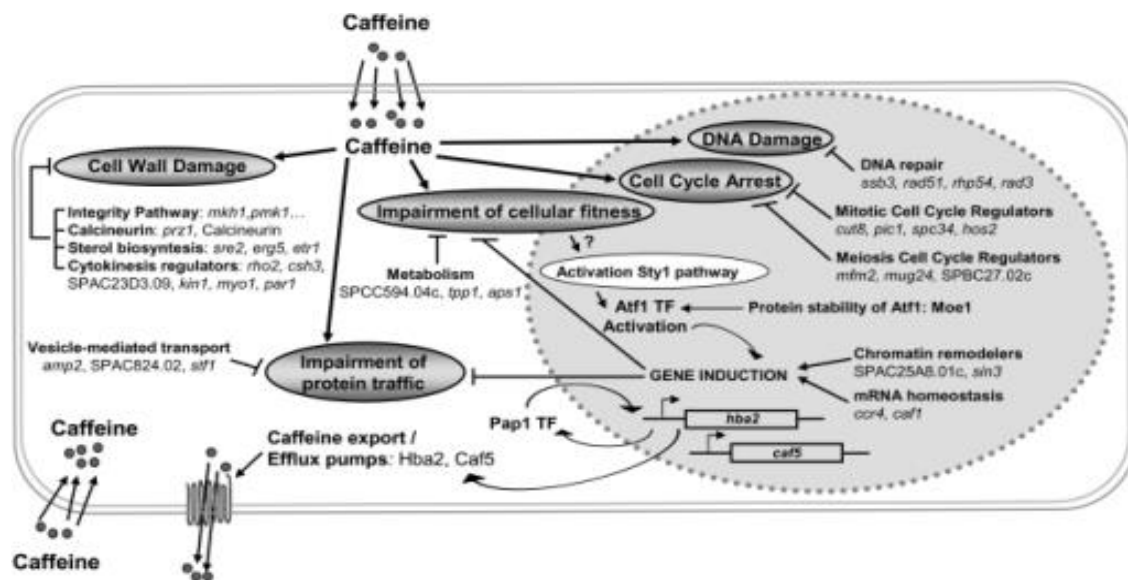 Caffeine
Caffeine
DNA Damage
Cell Wall Damage
DNA repair
ssb3, rad51, rhp54, rad3
Cell Cycle Arrest
Impairment of cellular fitness
Mitotic Cell Cycle Regulators
cut8, pic1, spc34, hos2
Integrity Pathway: mkh1,pmk1...
Calcineurin: prz1, Calcineurin
Sterol biosyntesis: sre2, erg5, etr1
Cytokinesis regulators: rho2, csh3,
SPAC23D3.09, kin1, myo1, par1
?
Metabolism
SPCC594.04c, tpp1, aps1
Activation Sty1 pathway
Meiosis Cell Cycle Regulators
mfm2, mug24, SPBC27.02c
Atf1 TF
Activation
Protein stability of Atf1: Moe1
Vesicle-mediated transport
amp2, SPAC824.02, stf1
Impairment of
protein traffic
GENE INDUCTION
Chromatin remodelers
SPAC25A8.01c, sin3
mRNA homeostasis
ccr4, caf1
Pap1 TF
hba2
caf5
Caffeine
Caffeine export /
Efflux pumps: Hba2, Caf5
Caffeine